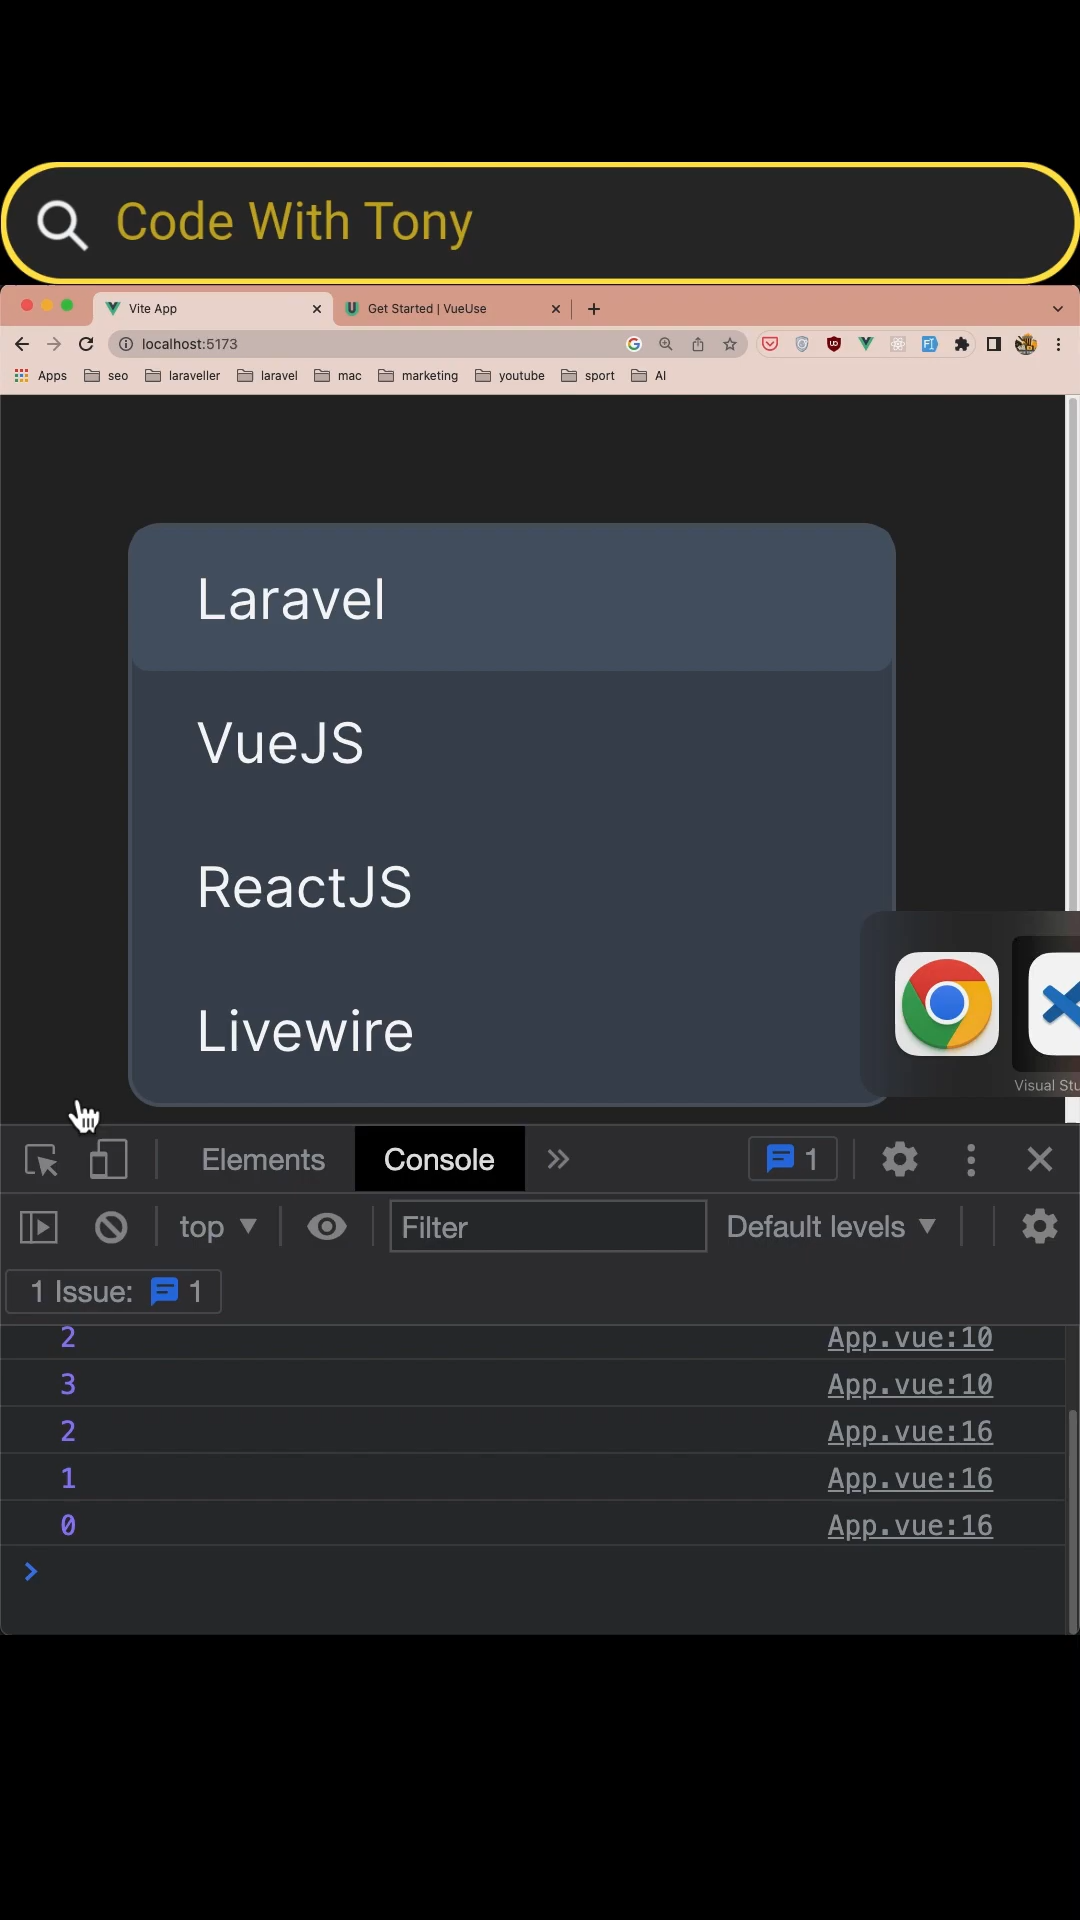 Code With Tony
Vite App
Get Started | VueUse
localhost:5173
Apps seo laraveller laravel mac marketing youtube sport AI
Laravel
VueJS
ReactJS
Livewire
Visual Stu
Elements Console 1
top Filter Default levels
1 Issue: 1
2 App.vue:10
3 App.vue:10
2 App.vue:16
1 App.vue:16
0 App.vue:16